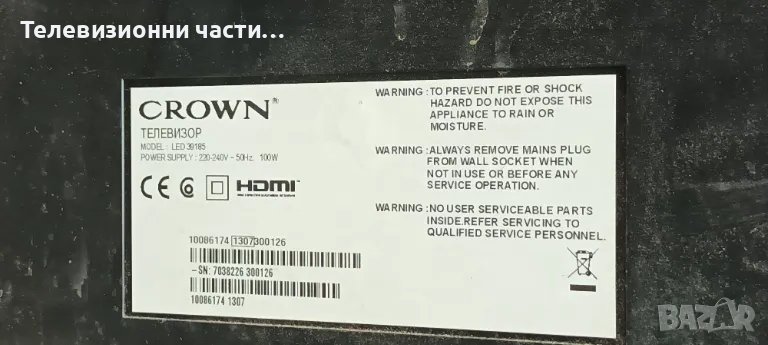 Телевизионни части…
CROWN®
ТЕЛЕВИЗОР
MODEL : LED 39185
POWER SUPPLY : 220-240V ~ 50Hz, 100W
CE HDMI
WARNING :TO PREVENT FIRE OR SHOCK
HAZARD DO NOT EXPOSE THIS
APPLIANCE TO RAIN OR
MOISTURE.
WARNING :ALWAYS REMOVE MAINS PLUG
FROM WALL SOCKET WHEN
NOT IN USE OR BEFORE ANY
SERVICE OPERATION.
WARNING :NO USER SERVICEABLE PARTS
INSIDE.REFER SERVICING TO
QUALIFIED SERVICE PERSONNEL.
10086174 1307300126
-SN: 7038226 300126
10086174 1307
BAZAR